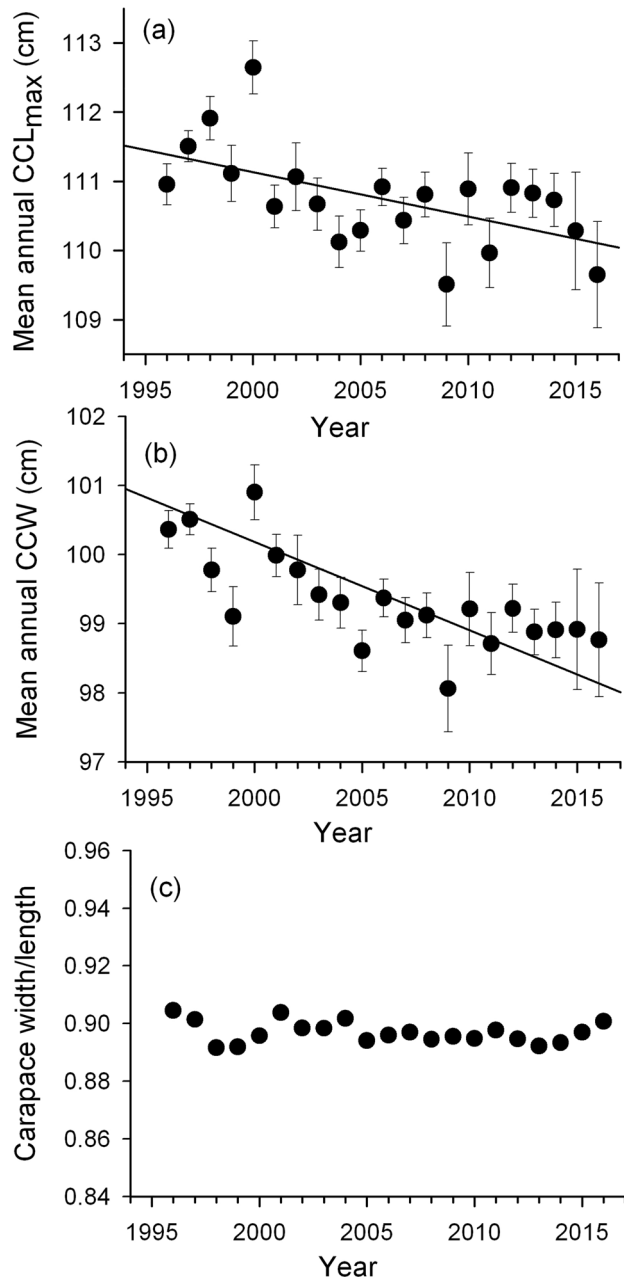 (a)
Mean annual CCLmax (cm)
113
112
111
110
109
1995 2000 2005 2010 2015
Year
(b)
Mean annual CCW (cm)
102
101
100
99
98
97
1995 2000 2005 2010 2015
Year
(c)
Carapace width/length
0.96
0.94
0.92
0.90
0.88
0.86
0.84
1995 2000 2005 2010 2015
Year